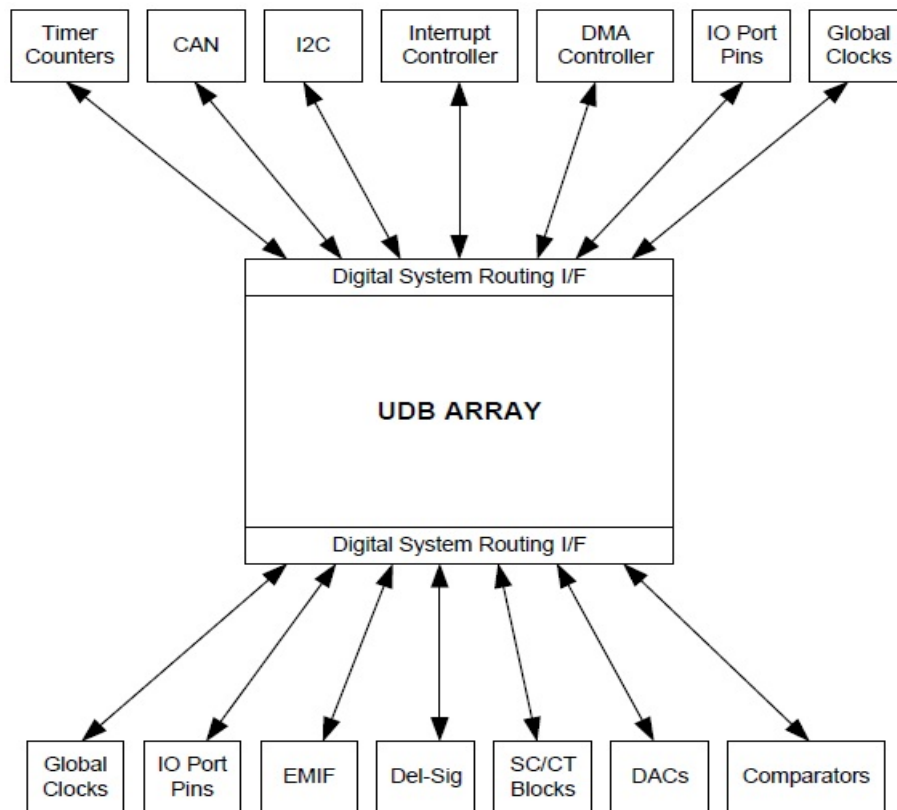 Timer
Counters
CAN
I2C
Interrupt
Controller
DMA
Controller
IO Port
Pins
Global
Clocks
Digital System Routing I/F
UDB ARRAY
Digital System Routing I/F
Global
Clocks
IO Port
Pins
EMIF
Del-Sig
SC/CT
Blocks
DACs
Comparators